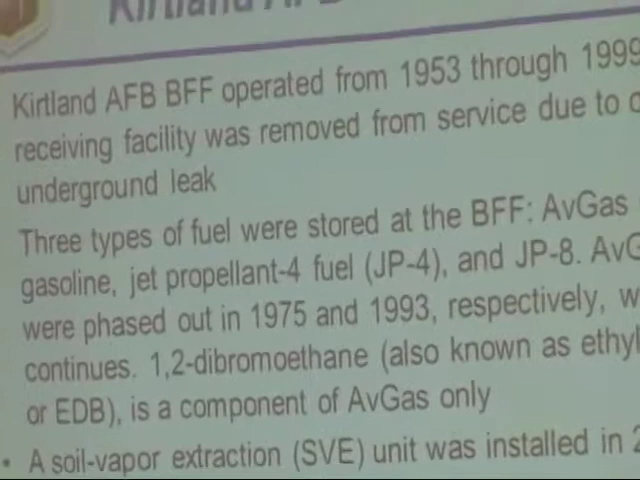 Kirtland AFB
Kirtland AFB BFF operated from 1953 through 1999
receiving facility was removed from service due to
underground leak
Three types of fuel were stored at the BFF: AvGas
gasoline, jet propellant-4 fuel (JP-4), and JP-8.
were phased out in 1975 and 1993, respectively,
continues. 1,2-dibromoethane (also known as
or EDB), is a component of AvGas only
• A soil-vapor extraction (SVE) unit was installed in